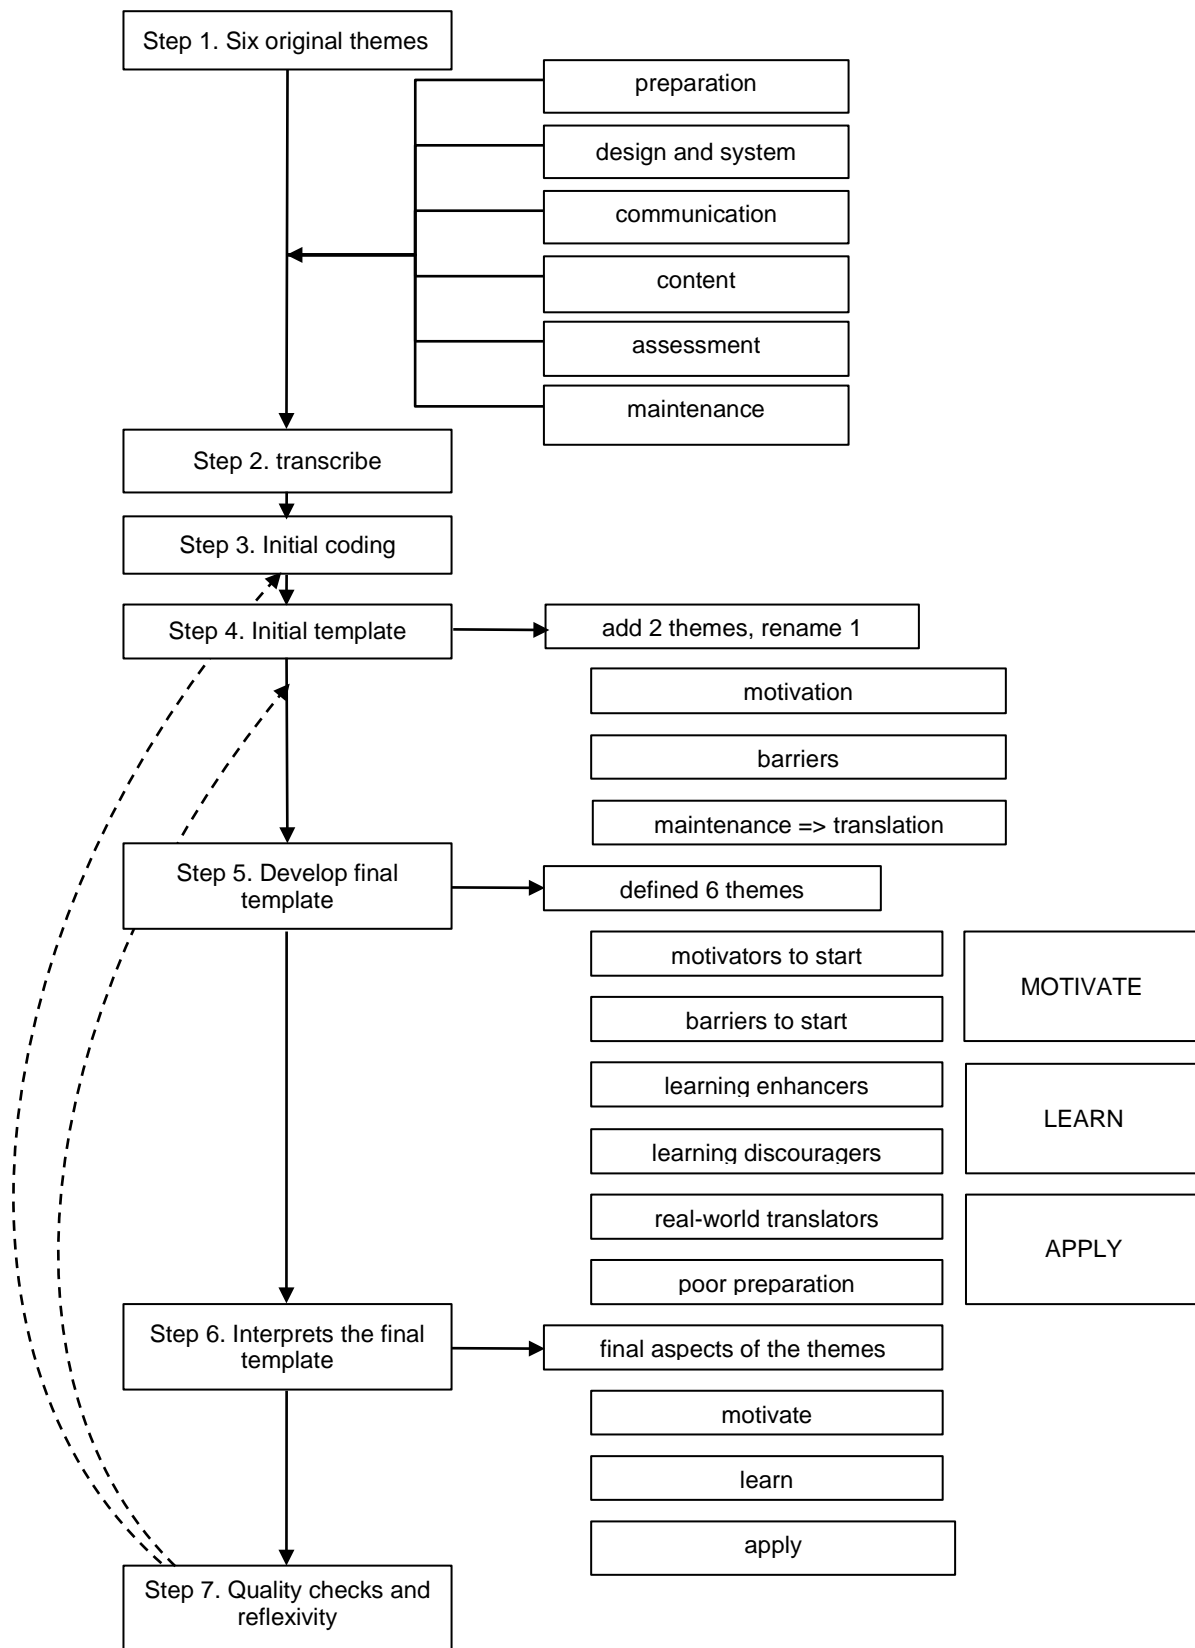 Step 1. Six original themes
preparation
design and system
communication
content
assessment
maintenance
Step 2. transcribe
Step 3. Initial coding
Step 4. Initial template
add 2 themes, rename 1
motivation
barriers
maintenance => translation
Step 5. Develop final
template
defined 6 themes
motivators to start
barriers to start
MOTIVATE
learning enhancers
learning discouragers
LEARN
real-world translators
poor preparation
APPLY
Step 6. Interprets the final
template
final aspects of the themes
motivate
learn
apply
Step 7. Quality checks and
reflexivity